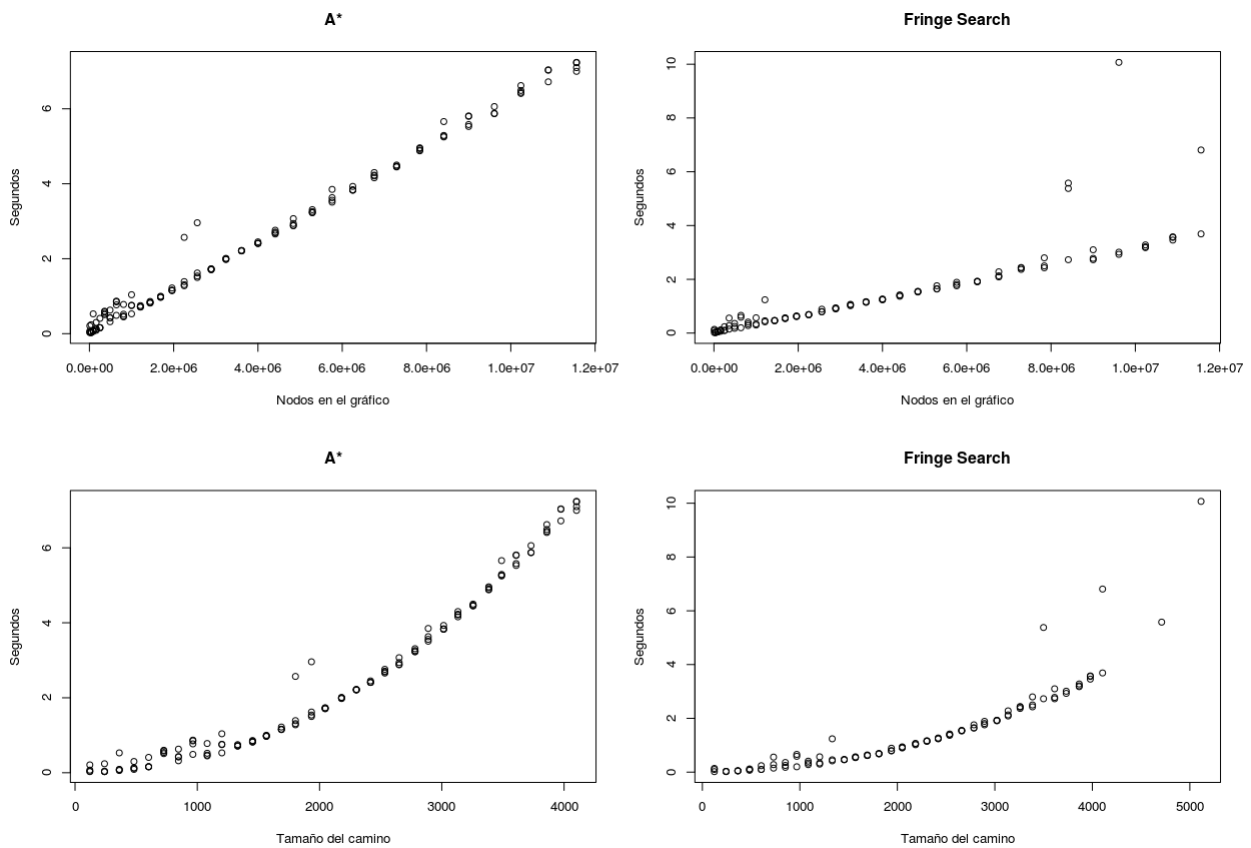 A*
Fringe Search
Segundos
0 2 4 6
0.0e+00 2.0e+06 4.0e+06 6.0e+06 8.0e+06 1.0e+07 1.2e+07
Nodos en el gráfico
Segundos
0 2 4 6 8 10
0.0e+00 2.0e+06 4.0e+06 6.0e+06 8.0e+06 1.0e+07 1.2e+07
Nodos en el gráfico
A*
Fringe Search
Segundos
0 2 4 6
0 1000 2000 3000 4000
Tamaño del camino
Segundos
0 2 4 6 8 10
0 1000 2000 3000 4000 5000
Tamaño del camino